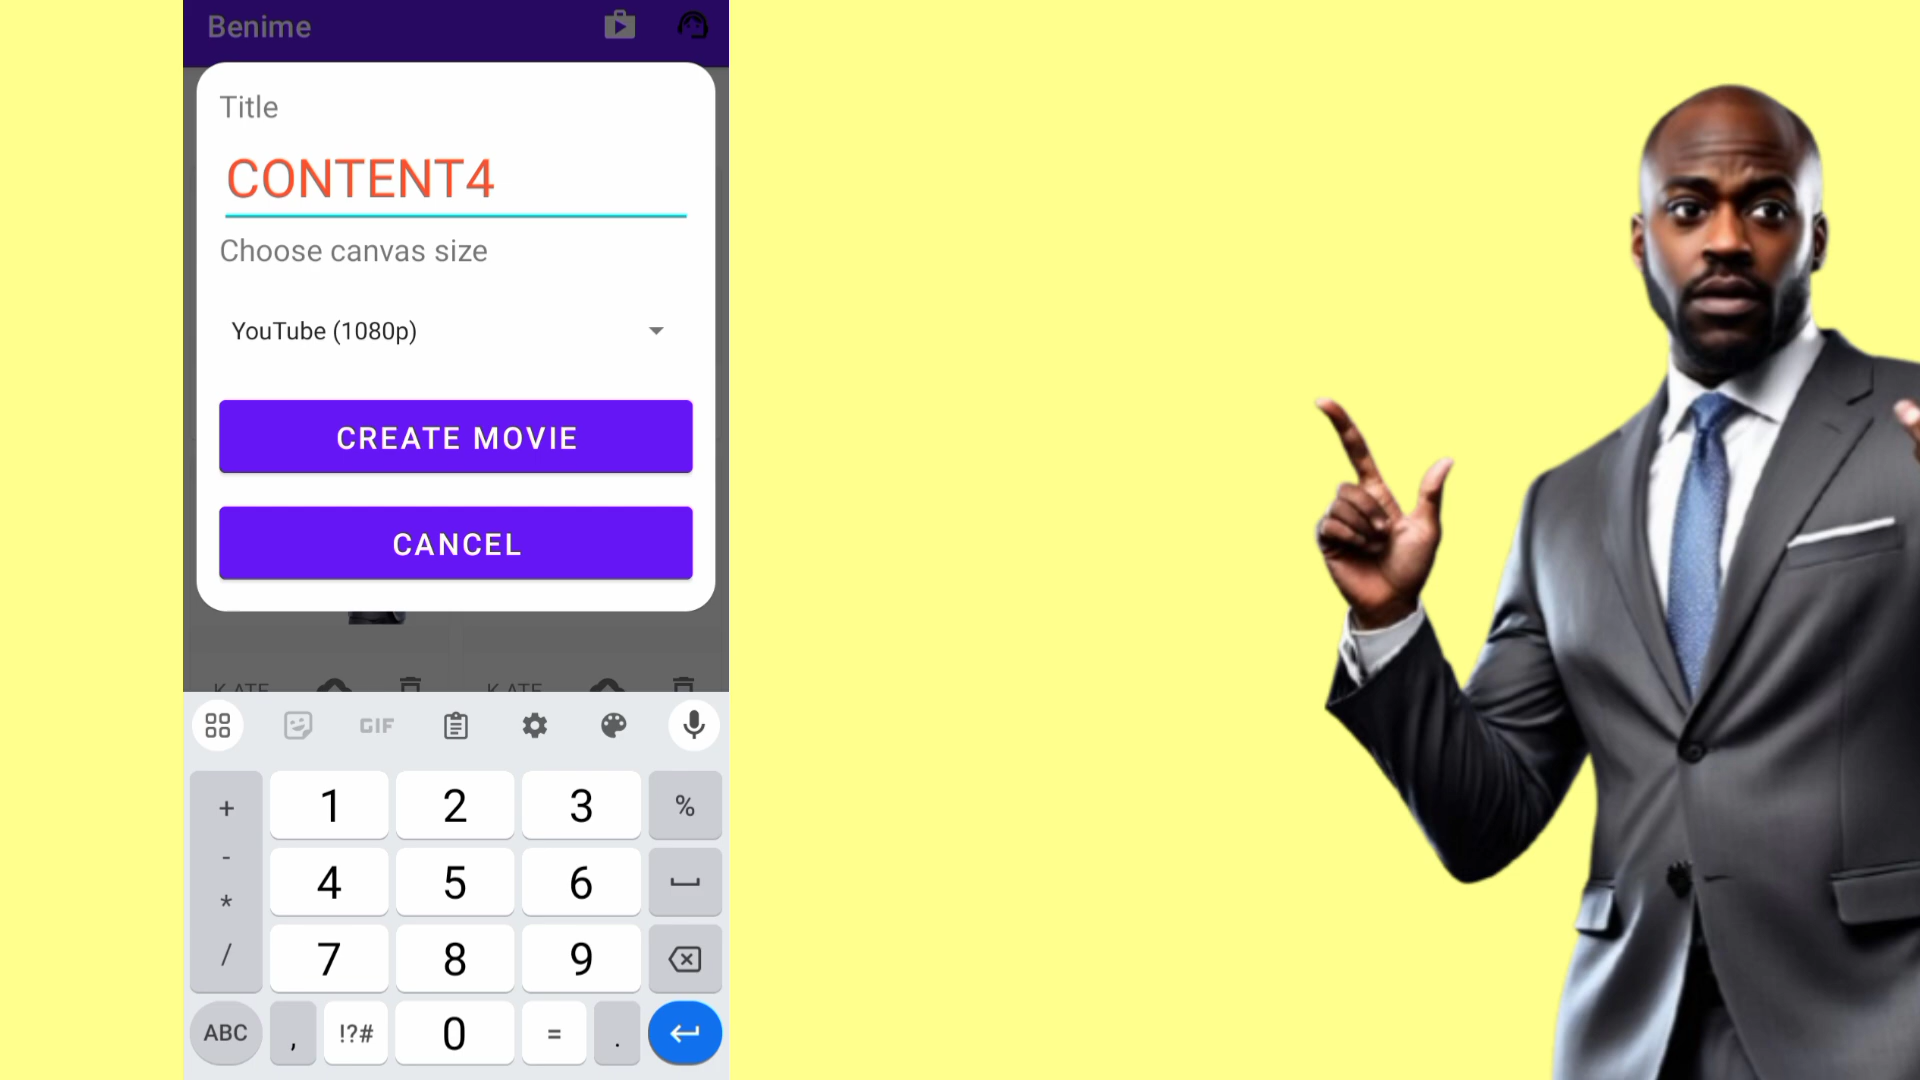 Benime
Title
CONTENT4
Choose canvas size
YouTube (1080p)
CREATE MOVIE
CANCEL
GIF
+ 1 2 3 %
-
4 5 6
*
/ 7 8 9
ABC , !?# 0 = .